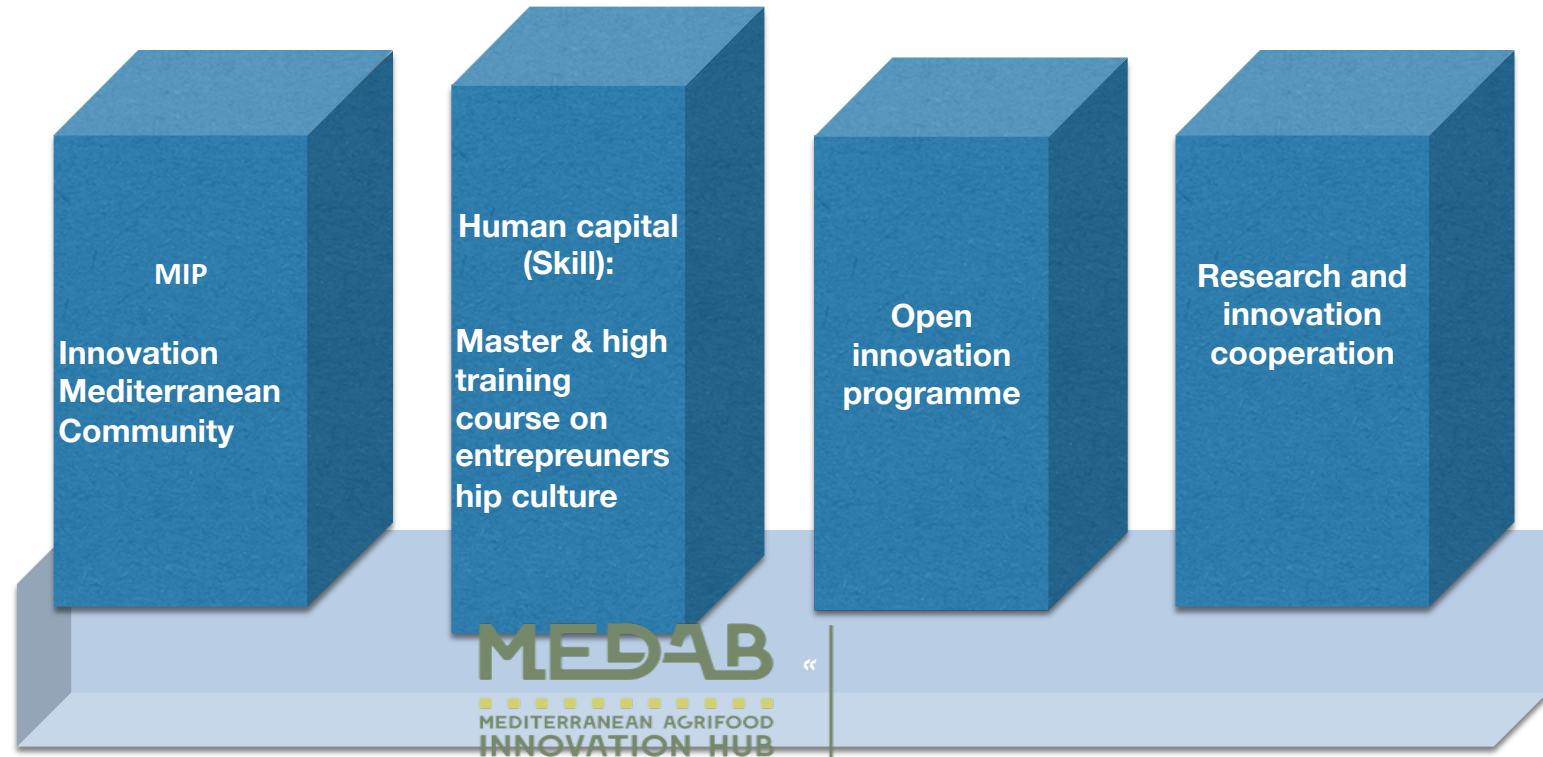 MIP
Innovation
Mediterranean
Community
Human capital
(Skill):
Master & high
training
course on
entrepreuners
hip culture
Open
innovation
programme
Research and
innovation
cooperation
MEDAB
«
MEDITERRANEAN AGRIFOOD
INNOVATION HUB